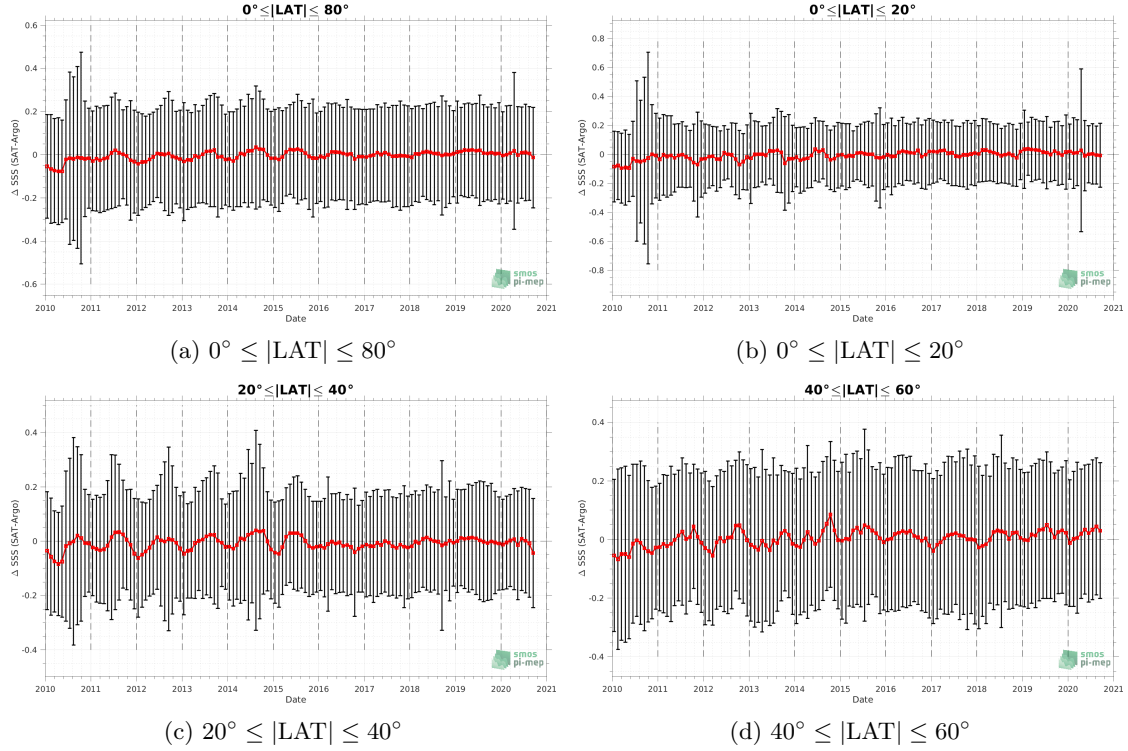 0°≤|LAT|≤ 80°
Δ SSS (SAT-Argo)
0.6
0.4
0.2
0
-0.2
-0.4
-0.6
smos
pi-mep
2010 2011 2012 2013 2014 2015 2016 2017 2018 2019 2020 2021
Date
(a) 0° ≤ |LAT| ≤ 80°
0°≤|LAT|≤ 20°
Δ SSS (SAT-Argo)
0.8
0.6
0.4
0.2
0
-0.2
-0.4
-0.6
-0.8
smos
pi-mep
2010 2011 2012 2013 2014 2015 2016 2017 2018 2019 2020 2021
Date
(b) 0° ≤ |LAT| ≤ 20°
20°≤|LAT|≤ 40°
Δ SSS (SAT-Argo)
0.4
0.2
0
-0.2
-0.4
smos
pi-mep
2010 2011 2012 2013 2014 2015 2016 2017 2018 2019 2020 2021
Date
(c) 20° ≤ |LAT| ≤ 40°
40°≤|LAT|≤ 60°
Δ SSS (SAT-Argo)
0.4
0.2
0
-0.2
-0.4
smos
pi-mep
2010 2011 2012 2013 2014 2015 2016 2017 2018 2019 2020 2021
Date
(d) 40° ≤ |LAT| ≤ 60°